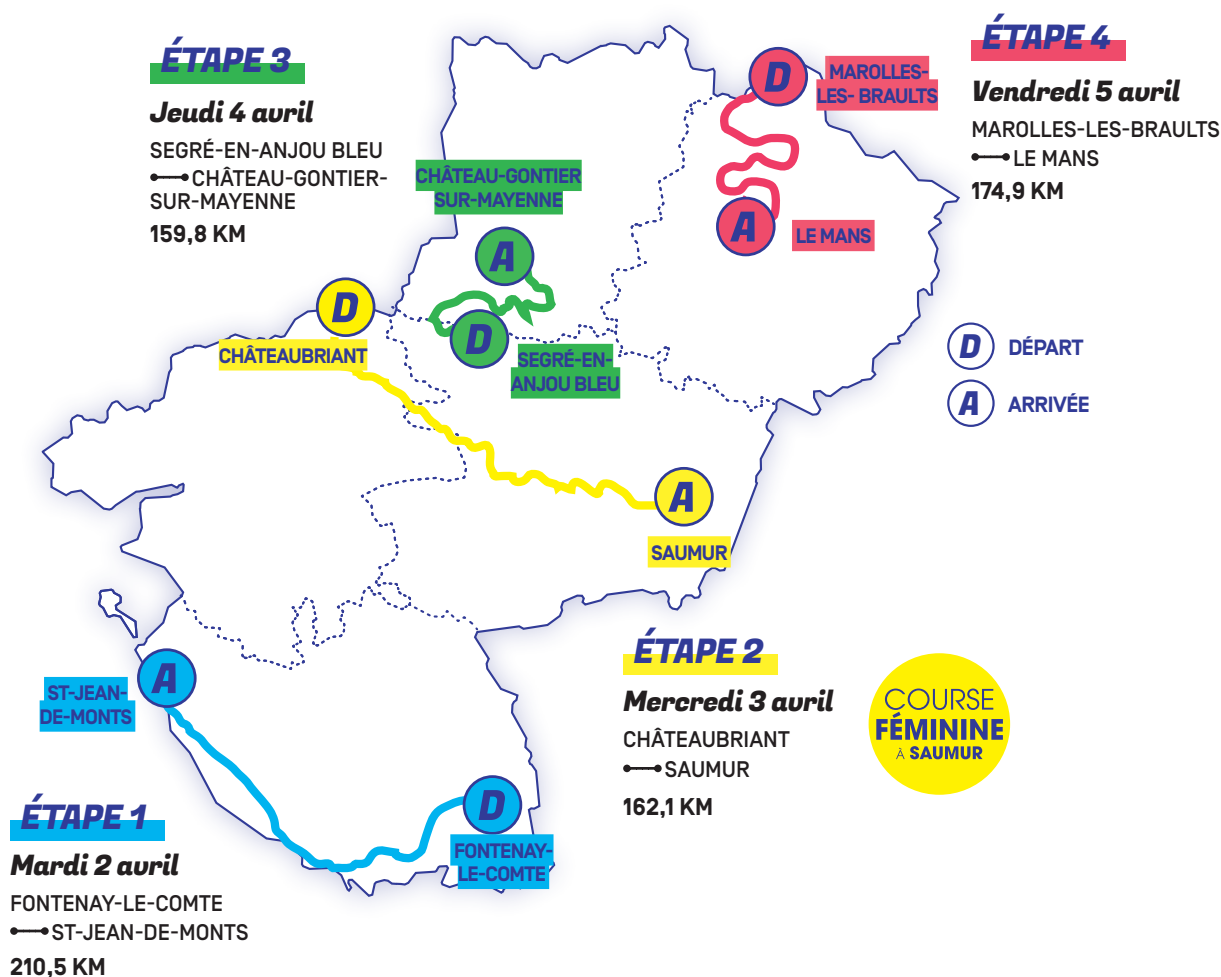 ÉTAPE 3
Jeudi 4 avril
SEGRÉ-EN-ANJOU BLEU
CHÂTEAU-GONTIER-
SUR-MAYENNE
159,8 KM
ÉTAPE 4
Vendredi 5 avril
MAROLLES-LES-BRAULTS
LE MANS
174,9 KM
D
MAROLLES-
LES- BRAULTS
A
LE MANS
CHÂTEAU-GONTIER
SUR-MAYENNE
A
D
SEGRÉ-EN-
ANJOU BLEU
D
CHÂTEAUBRIANT
A
SAUMUR
D DÉPART
A ARRIVÉE
ST-JEAN-
DE-MONTS
A
D
FONTENAY-
LE-COMTE
ÉTAPE 2
Mercredi 3 avril
CHÂTEAUBRIANT
SAUMUR
162,1 KM
COURSE
FÉMININE
À SAUMUR
ÉTAPE 1
Mardi 2 avril
FONTENAY-LE-COMTE
ST-JEAN-DE-MONTS
210,5 KM